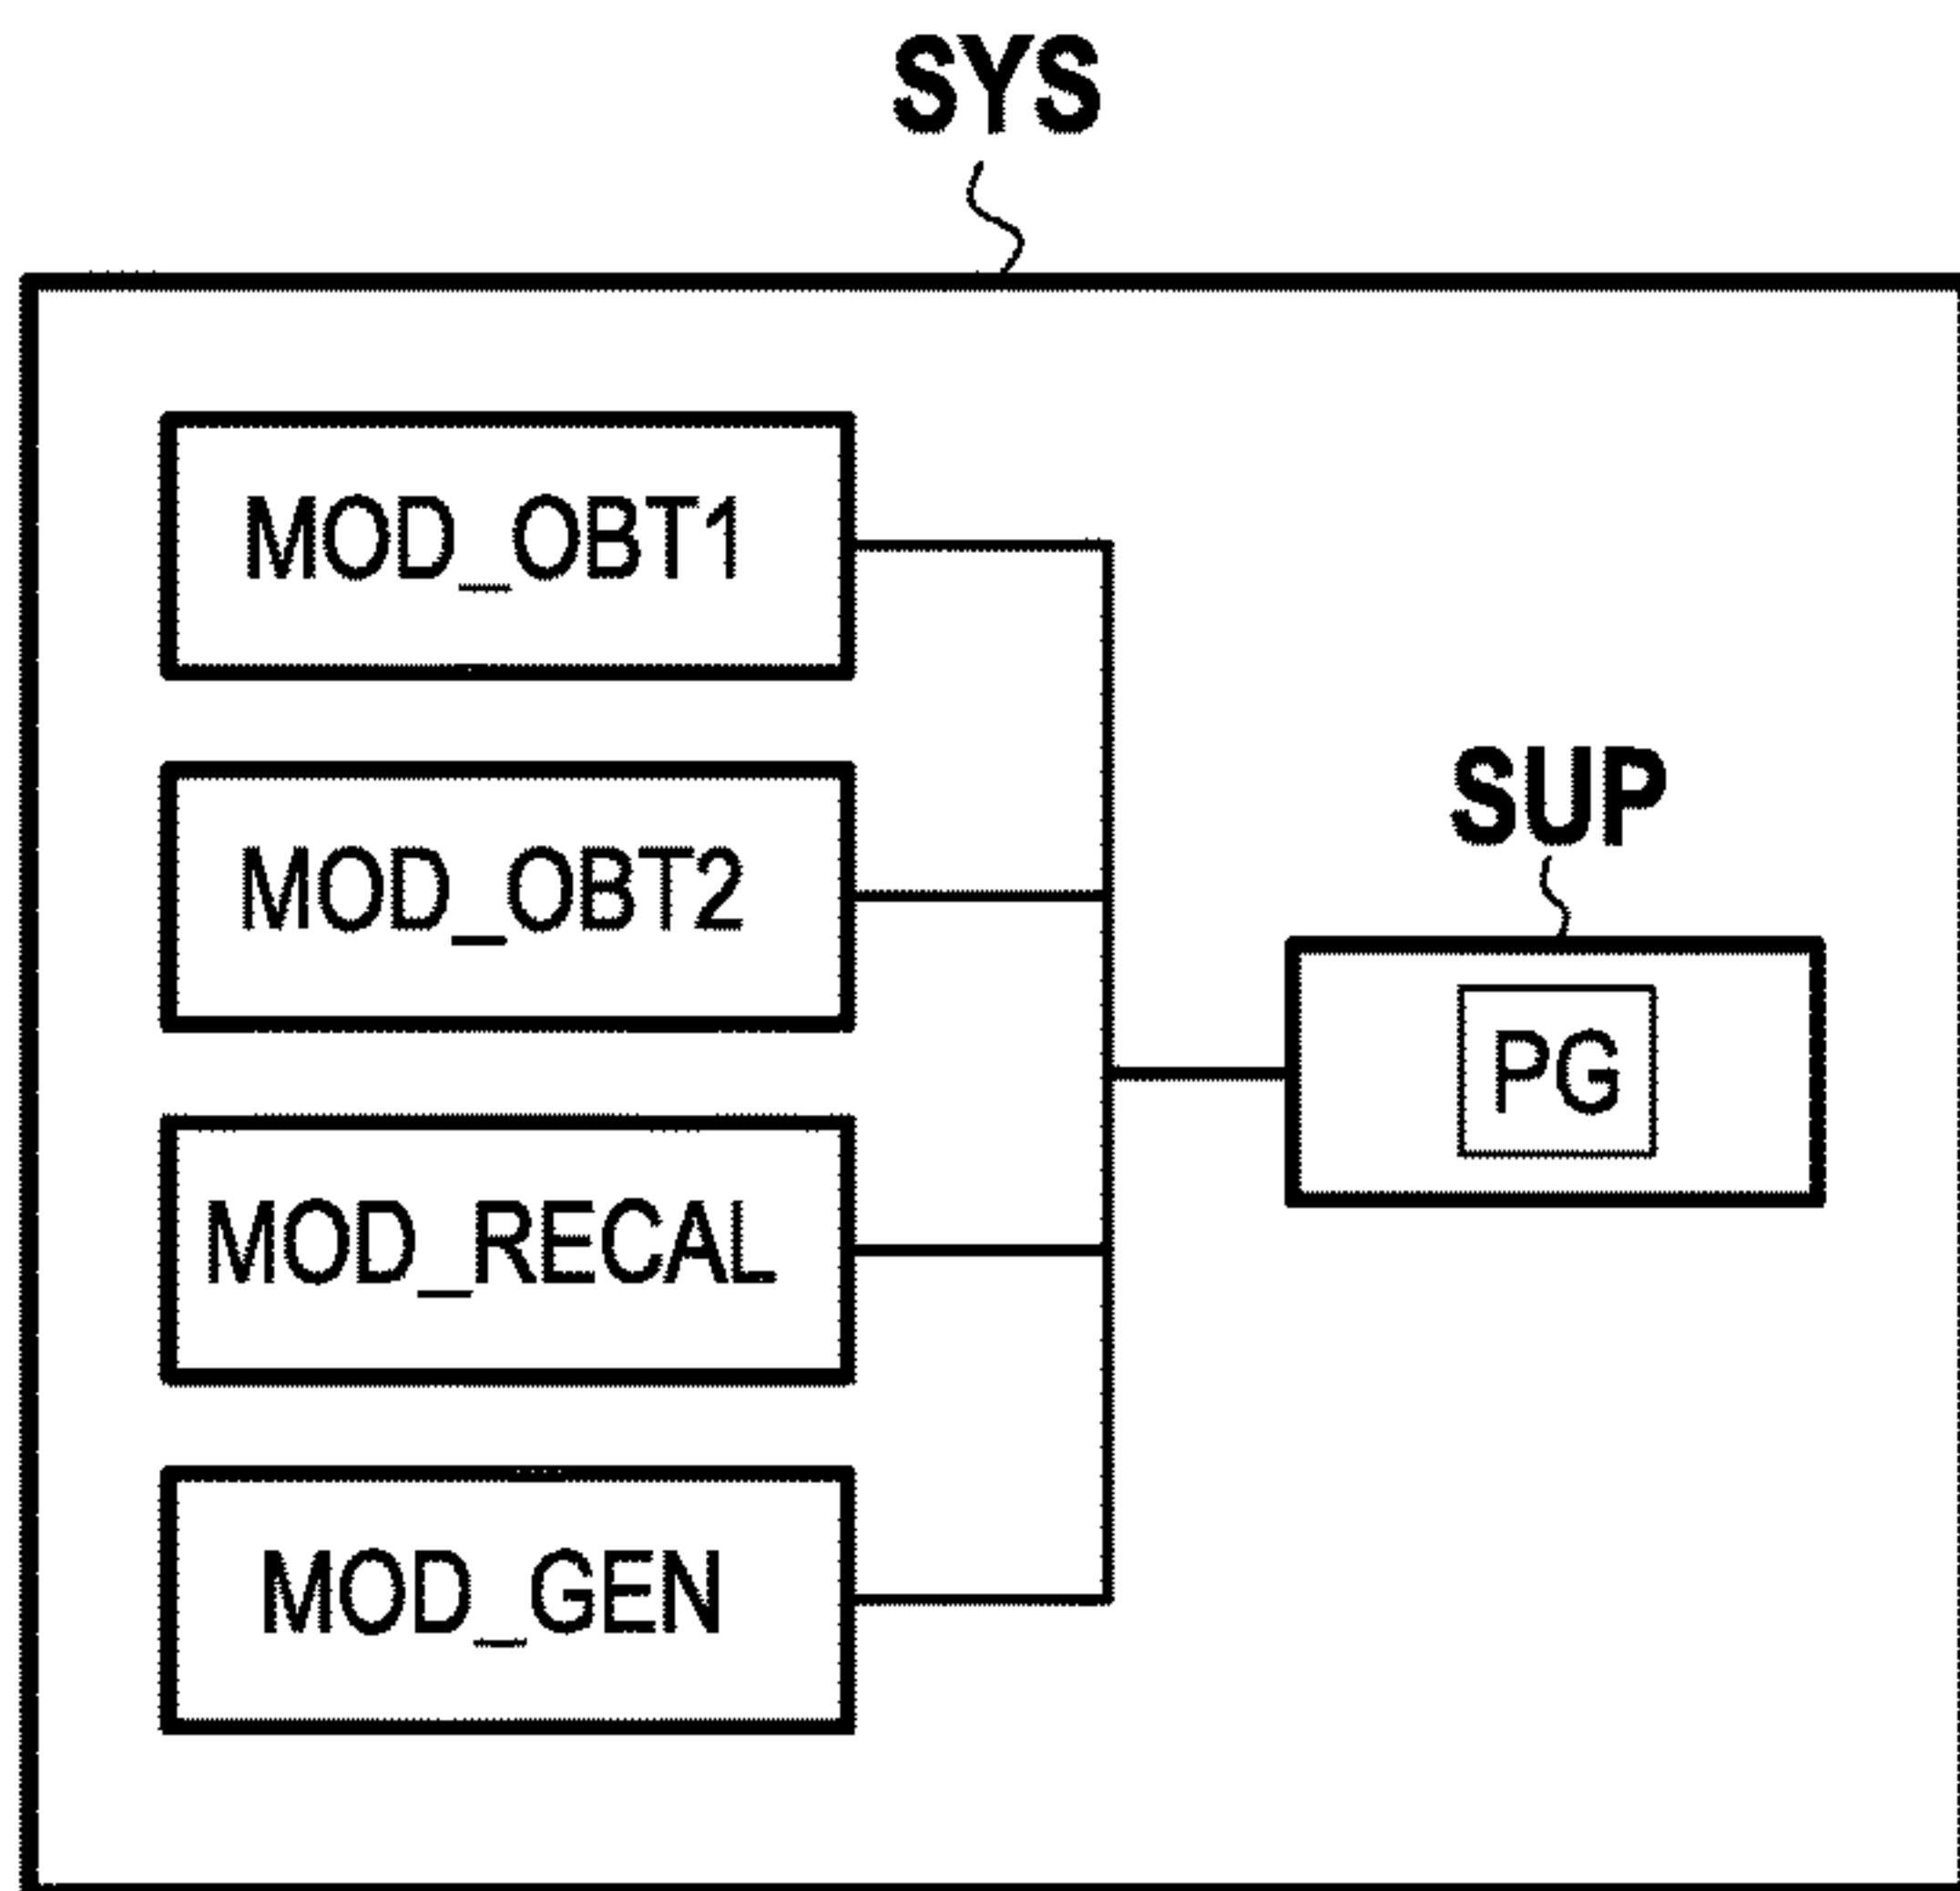 SYS
MOD_OBT1
MOD_OBT2
SUP
PG
MOD_RECAL
MOD_GEN